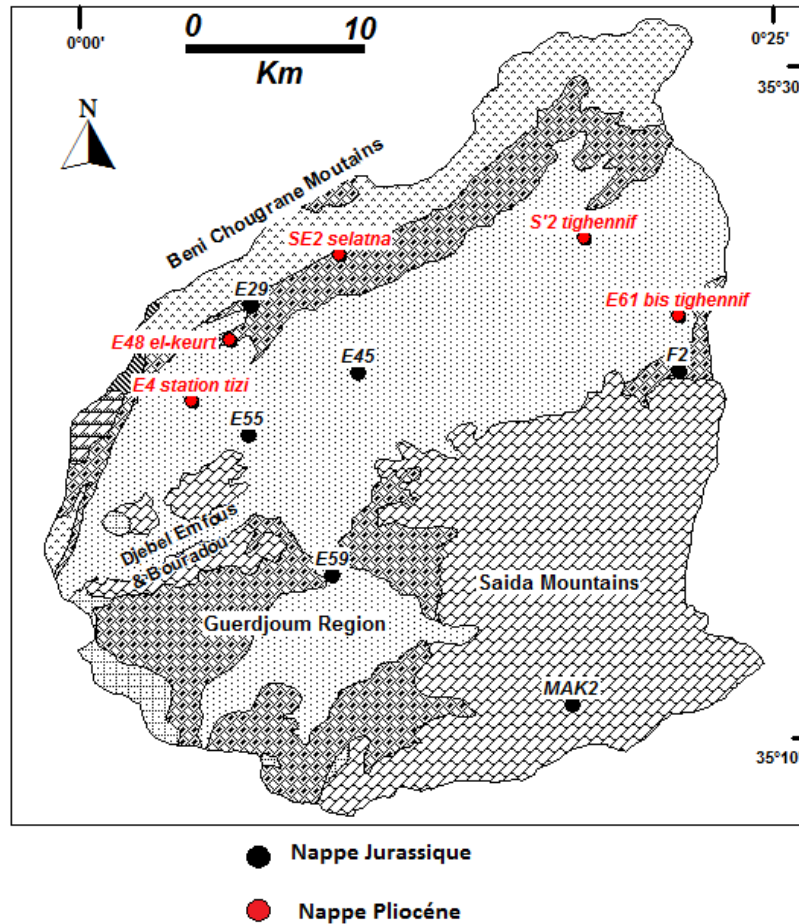 0 10
Km
0°00'
0°25'
35°30
N
Beni Chougrane Moutains
SE2 selatna
S'2 tighennif
E29
E61 bis tighennif
E48 el-keurt
E45
F2
E4 station tizi
E55
Djebel Emfous
& Bouradou
E59
Saida Mountains
Guerdjoum Region
MAK2
35°10'
Nappe Jurassique
Nappe Pliocéne